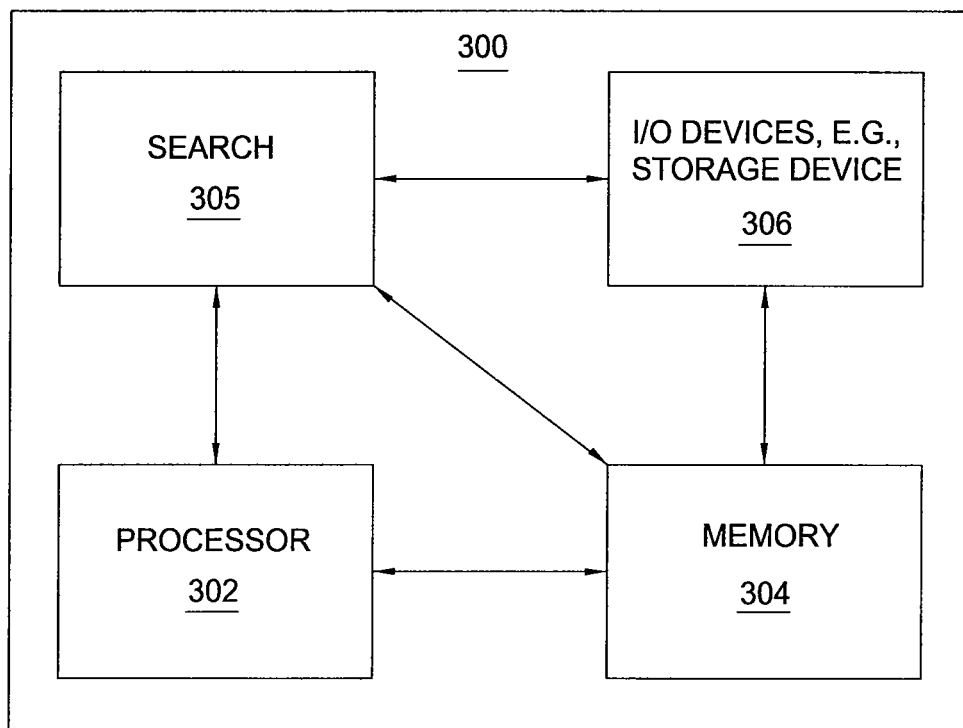 300
SEARCH
305
I/O DEVICES, E.G.,
STORAGE DEVICE
306
PROCESSOR
302
MEMORY
304